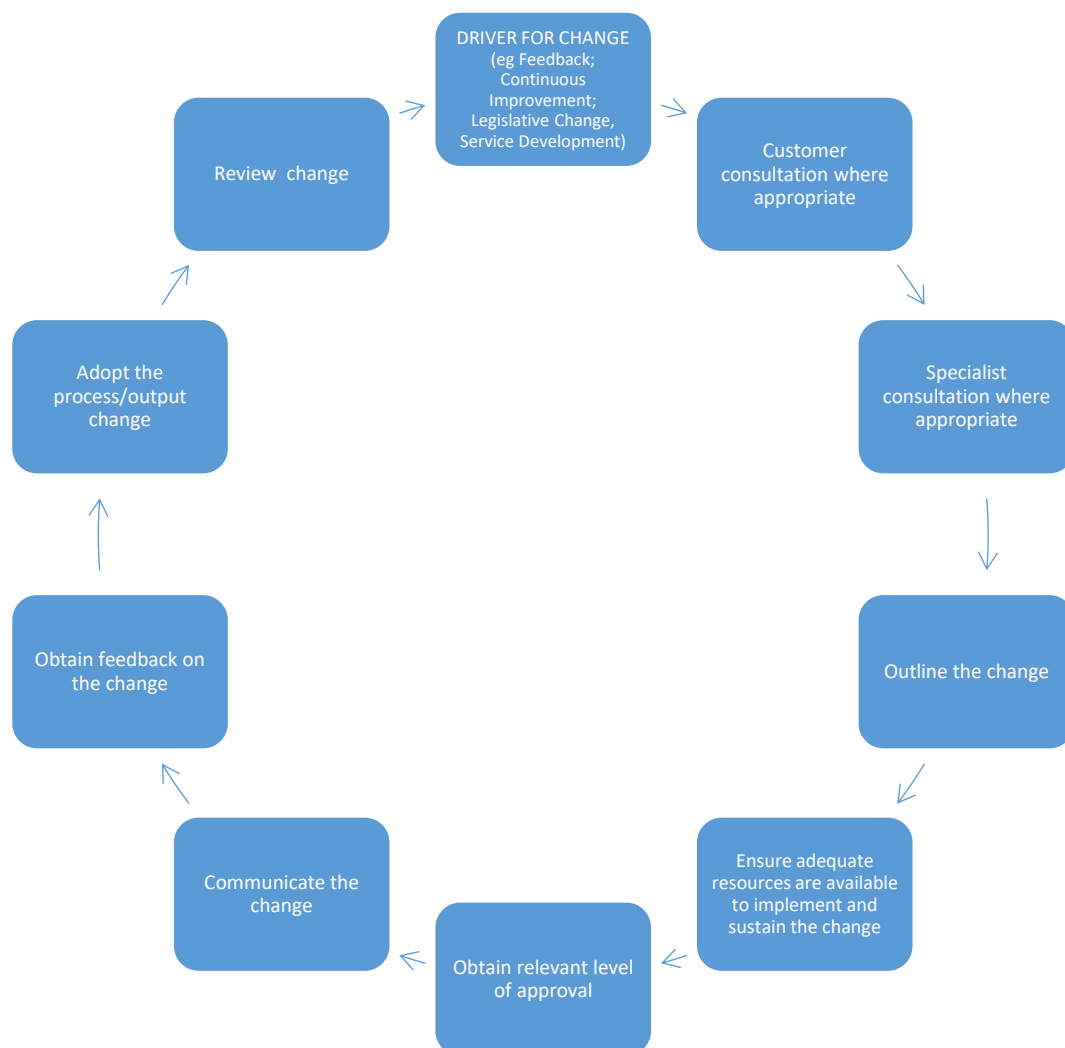 DRIVER FOR CHANGE
(eg Feedback;
Continuous
Improvement;
Legislative Change,
Service Development)
Customer
consultation where
appropriate
Specialist
consultation where
appropriate
Outline the change
Ensure adequate
resources are available
to implement and
sustain the change
Obtain relevant level
of approval
Communicate the
change
Obtain feedback on
the change
Adopt the
process/output
change
Review change